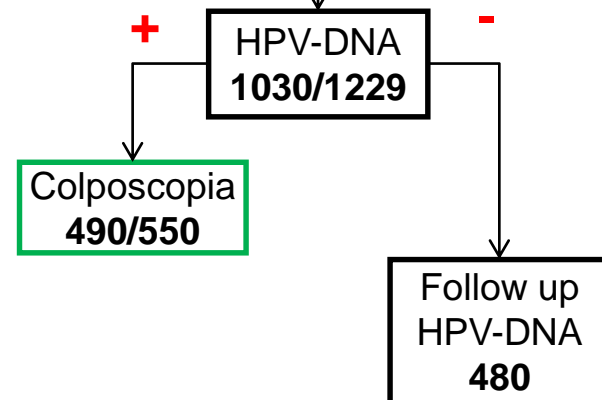 +
-
HPV-DNA
1030/1229
Colposcopia
490/550
Follow up
HPV-DNA
480